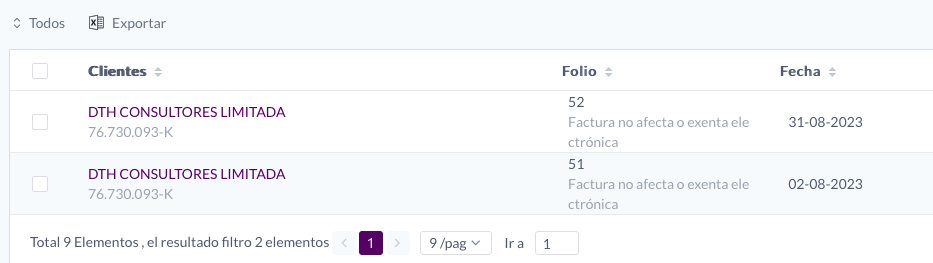 Todos Exportar
Clientes Folio Fecha
DTH CONSULTORES LIMITADA
76.730.093-K
52
Factura no afecta o exenta ele
ctrónica
31-08-2023
DTH CONSULTORES LIMITADA
76.730.093-K
51
Factura no afecta o exenta ele
ctrónica
02-08-2023
Total 9 Elementos , el resultado filtro 2 elementos < 1 > 9 /pag Ir a 1